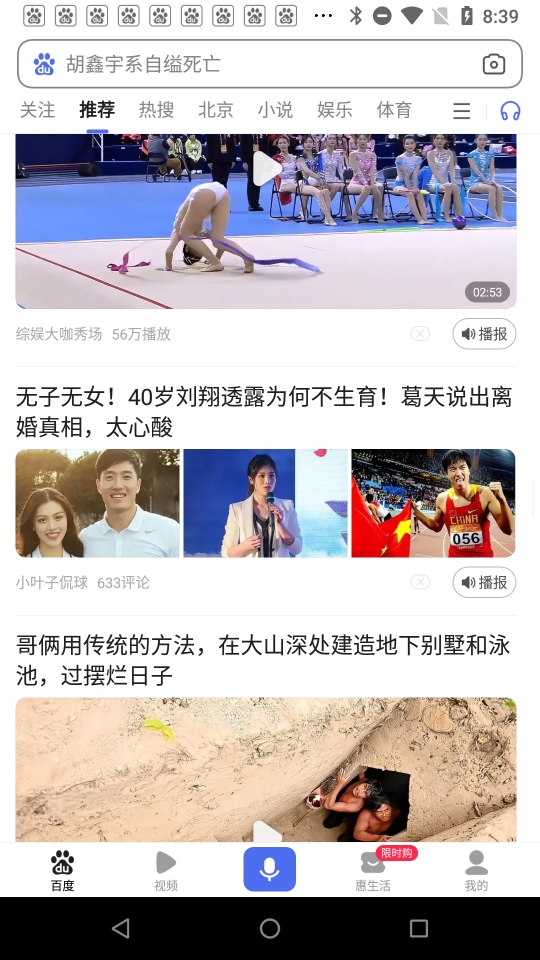 8:39
du 胡鑫宇系自缢死亡
关注 推荐 热搜 北京 小说 娱乐 体育
02:53
综娱大咖秀场 56万播放 播报
无子无女！40岁刘翔透露为何不生育！葛天说出离
婚真相，太心酸
CHINA
056
小叶子侃球 633评论 播报
哥俩用传统的方法，在大山深处建造地下别墅和泳
池，过摆烂日子
限时购
du
百度 视频 惠生活 我的